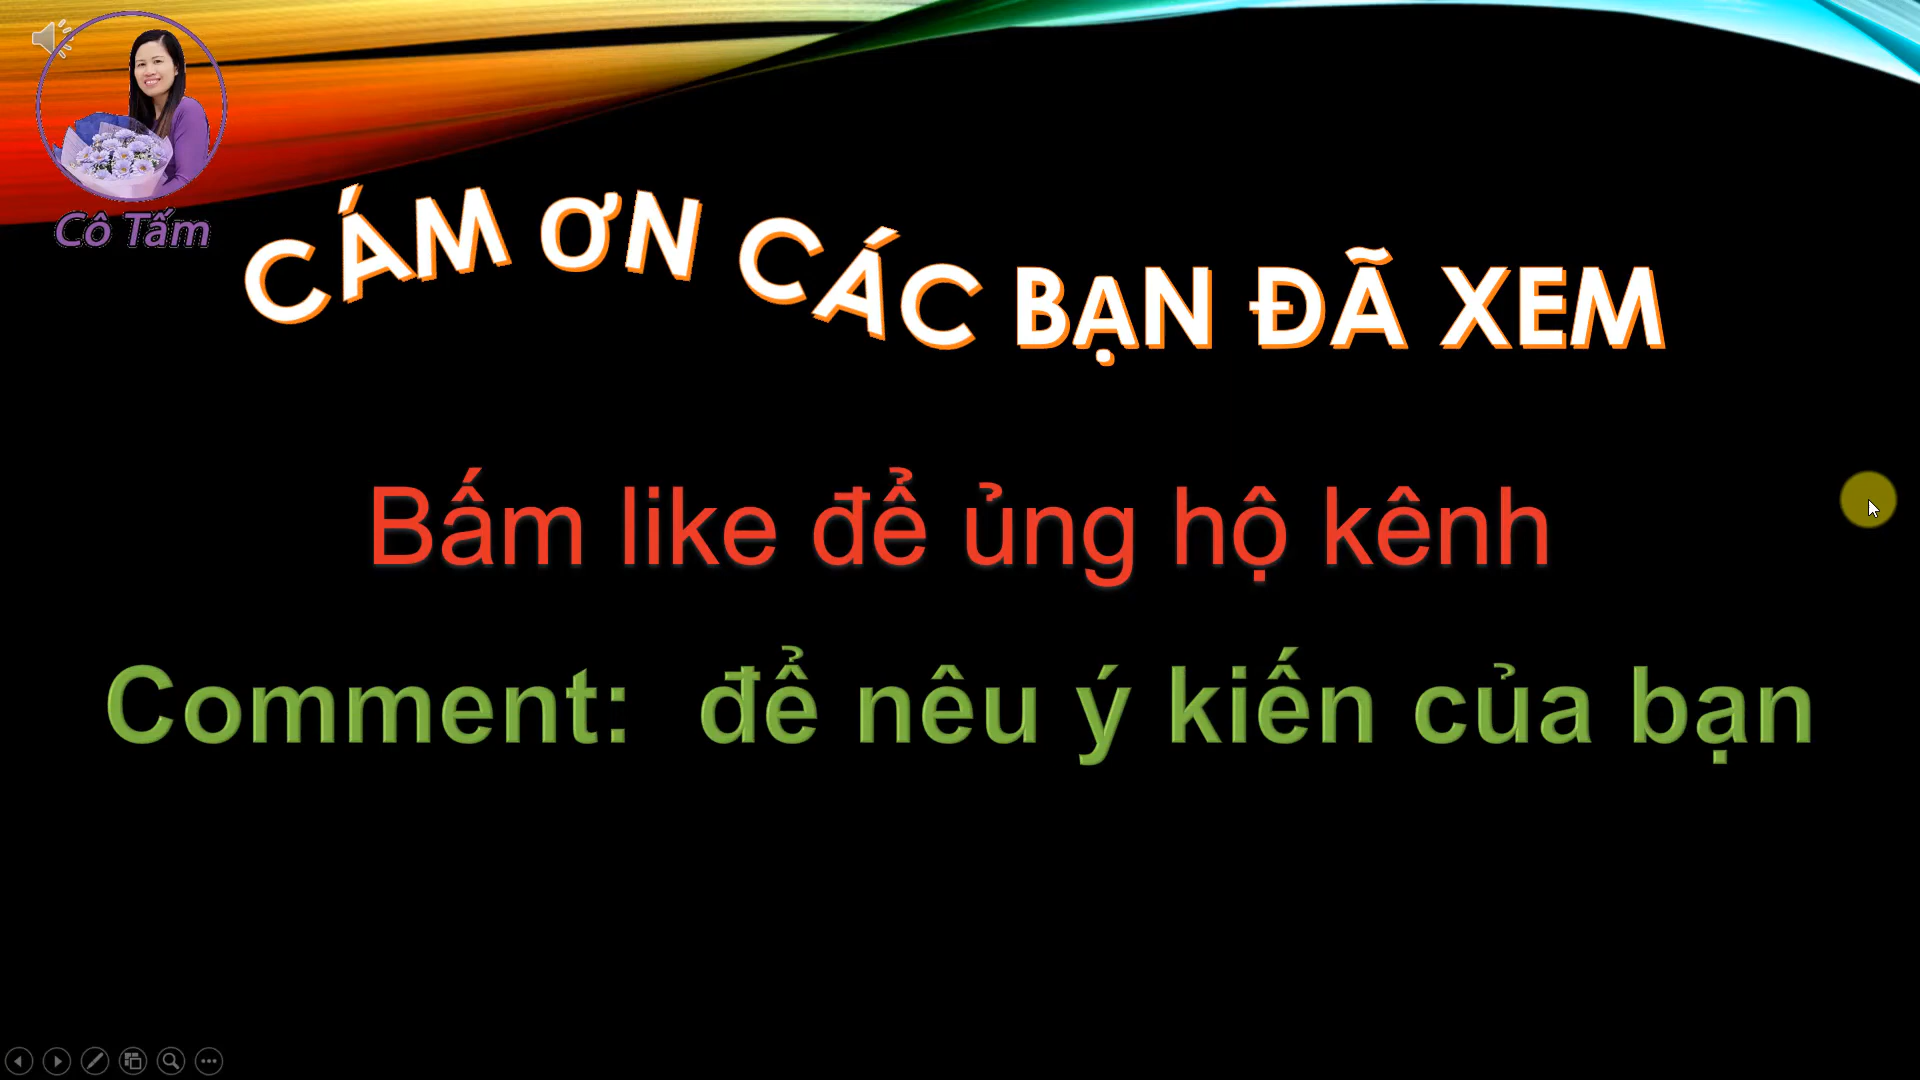 Cô Tấm
CÁM ƠN CÁC BẠN ĐÃ XEM
Bấm like để ủng hộ kênh
Comment: để nêu ý kiến của bạn